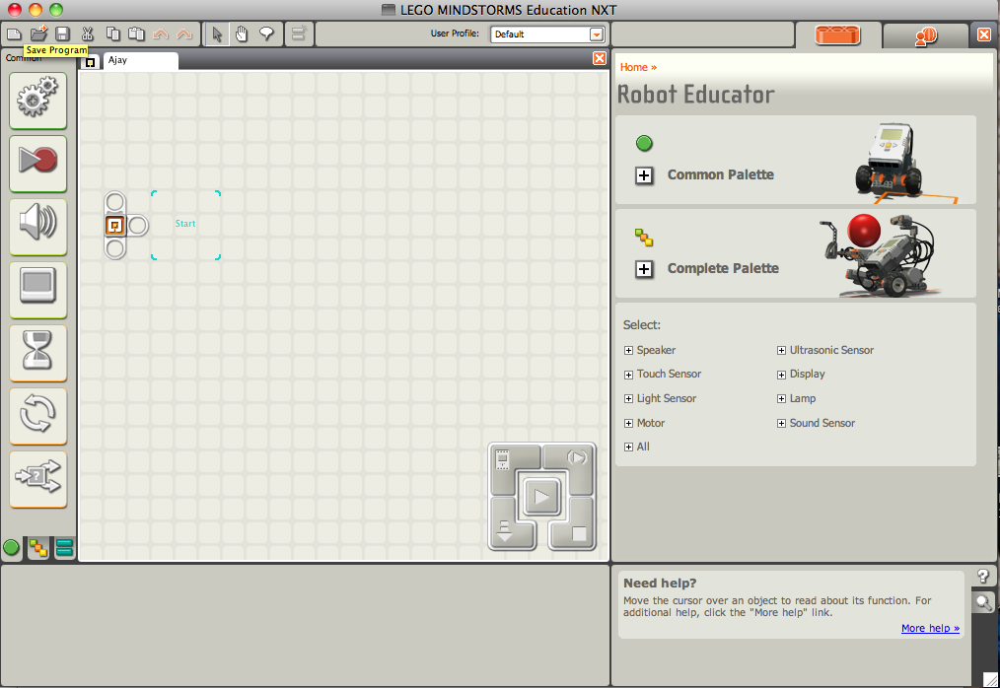 LEGO MINDSTORMS Education NXT
User Profile:
Default
Save Program
Common
Ajay
Start
Home »
Robot Educator
Common Palette
Complete Palette
Select:
Speaker
Ultrasonic Sensor
Touch Sensor
Display
Light Sensor
Lamp
Motor
Sound Sensor
All
Need help?
Move the cursor over an object to read about its function. For
additional help, click the "More help" link.
More help »